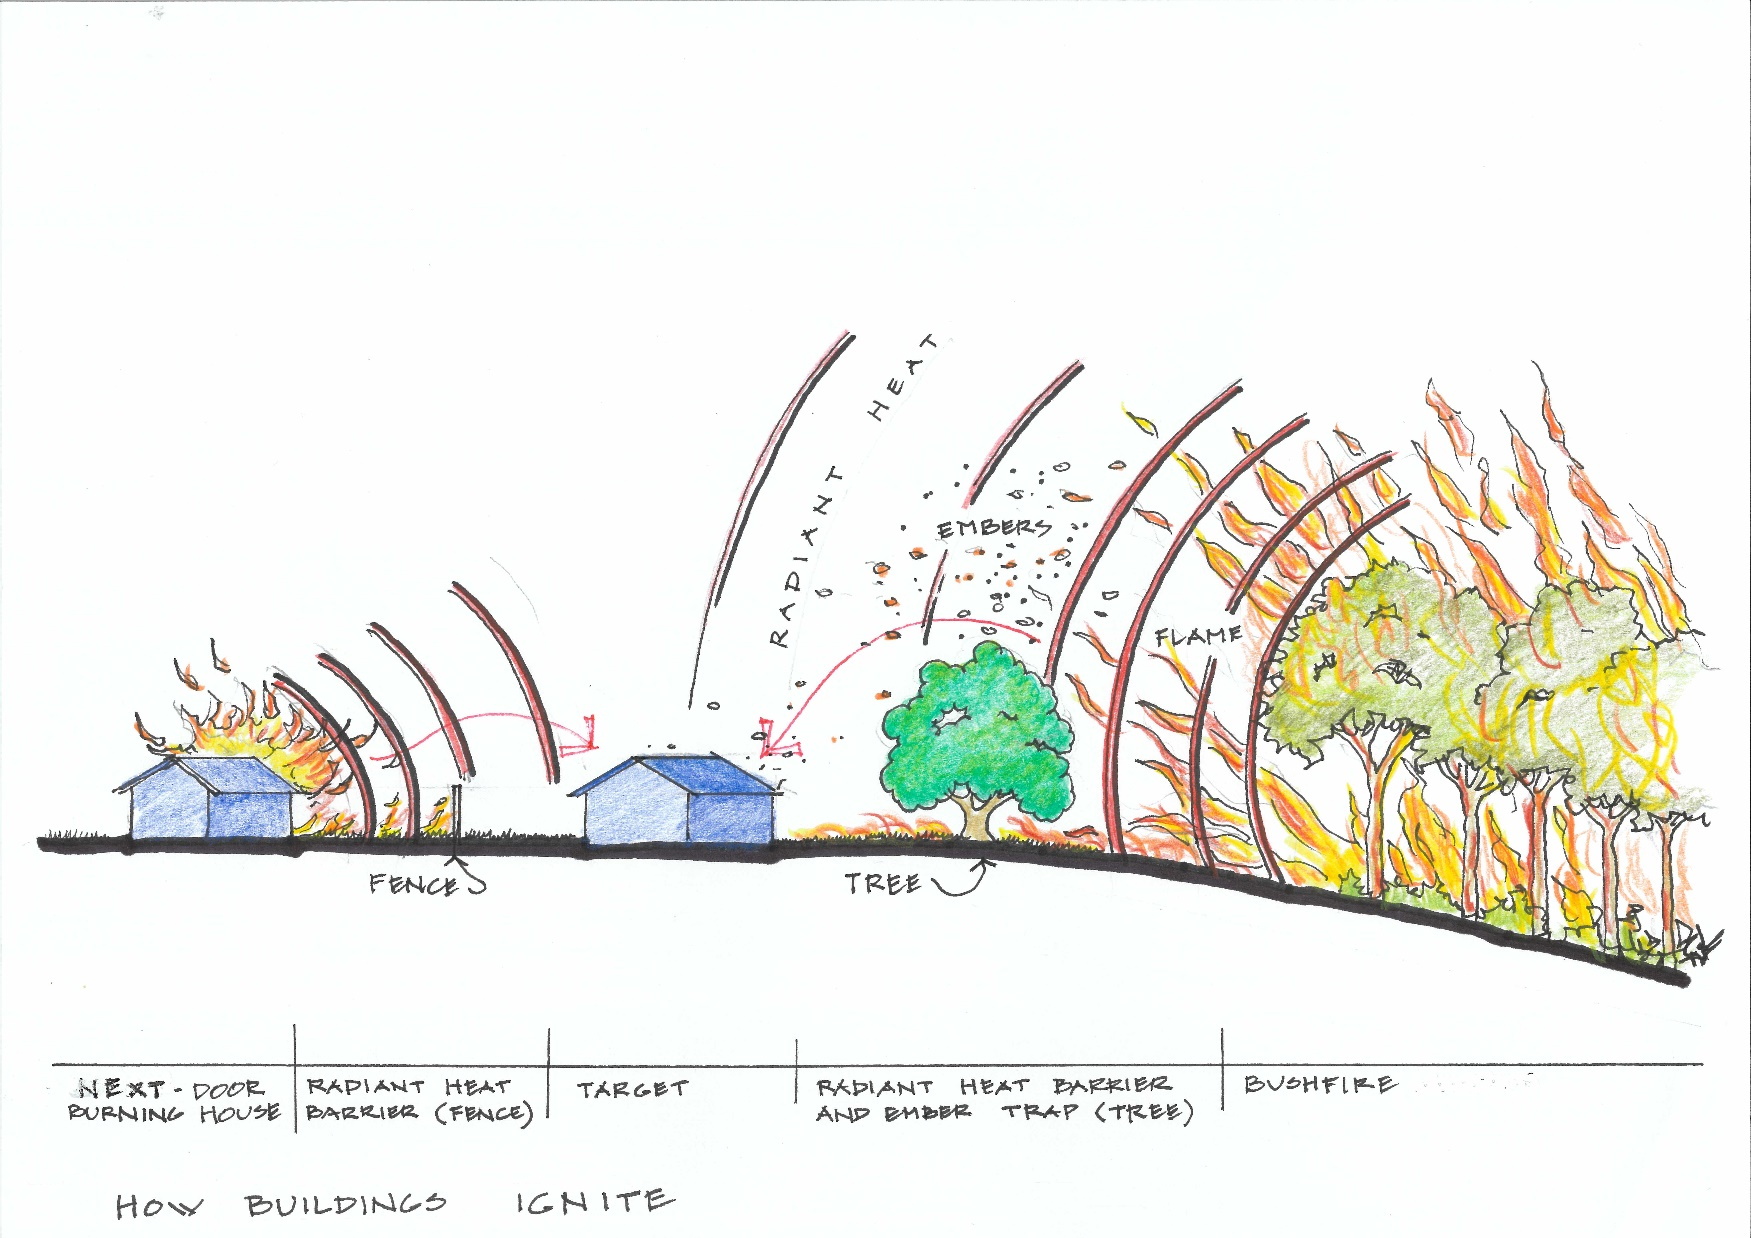 RADIANT HEAT
EMBERS
FLAME
FENCE
TREE
NEXT-DOOR
BURNING HOUSE
RADIANT HEAT
BARRIER (FENCE)
TARGET
RADIANT HEAT BARRIER
AND EMBER TRAP (TREE)
BUSHFIRE
HOW BUILDINGS IGNITE